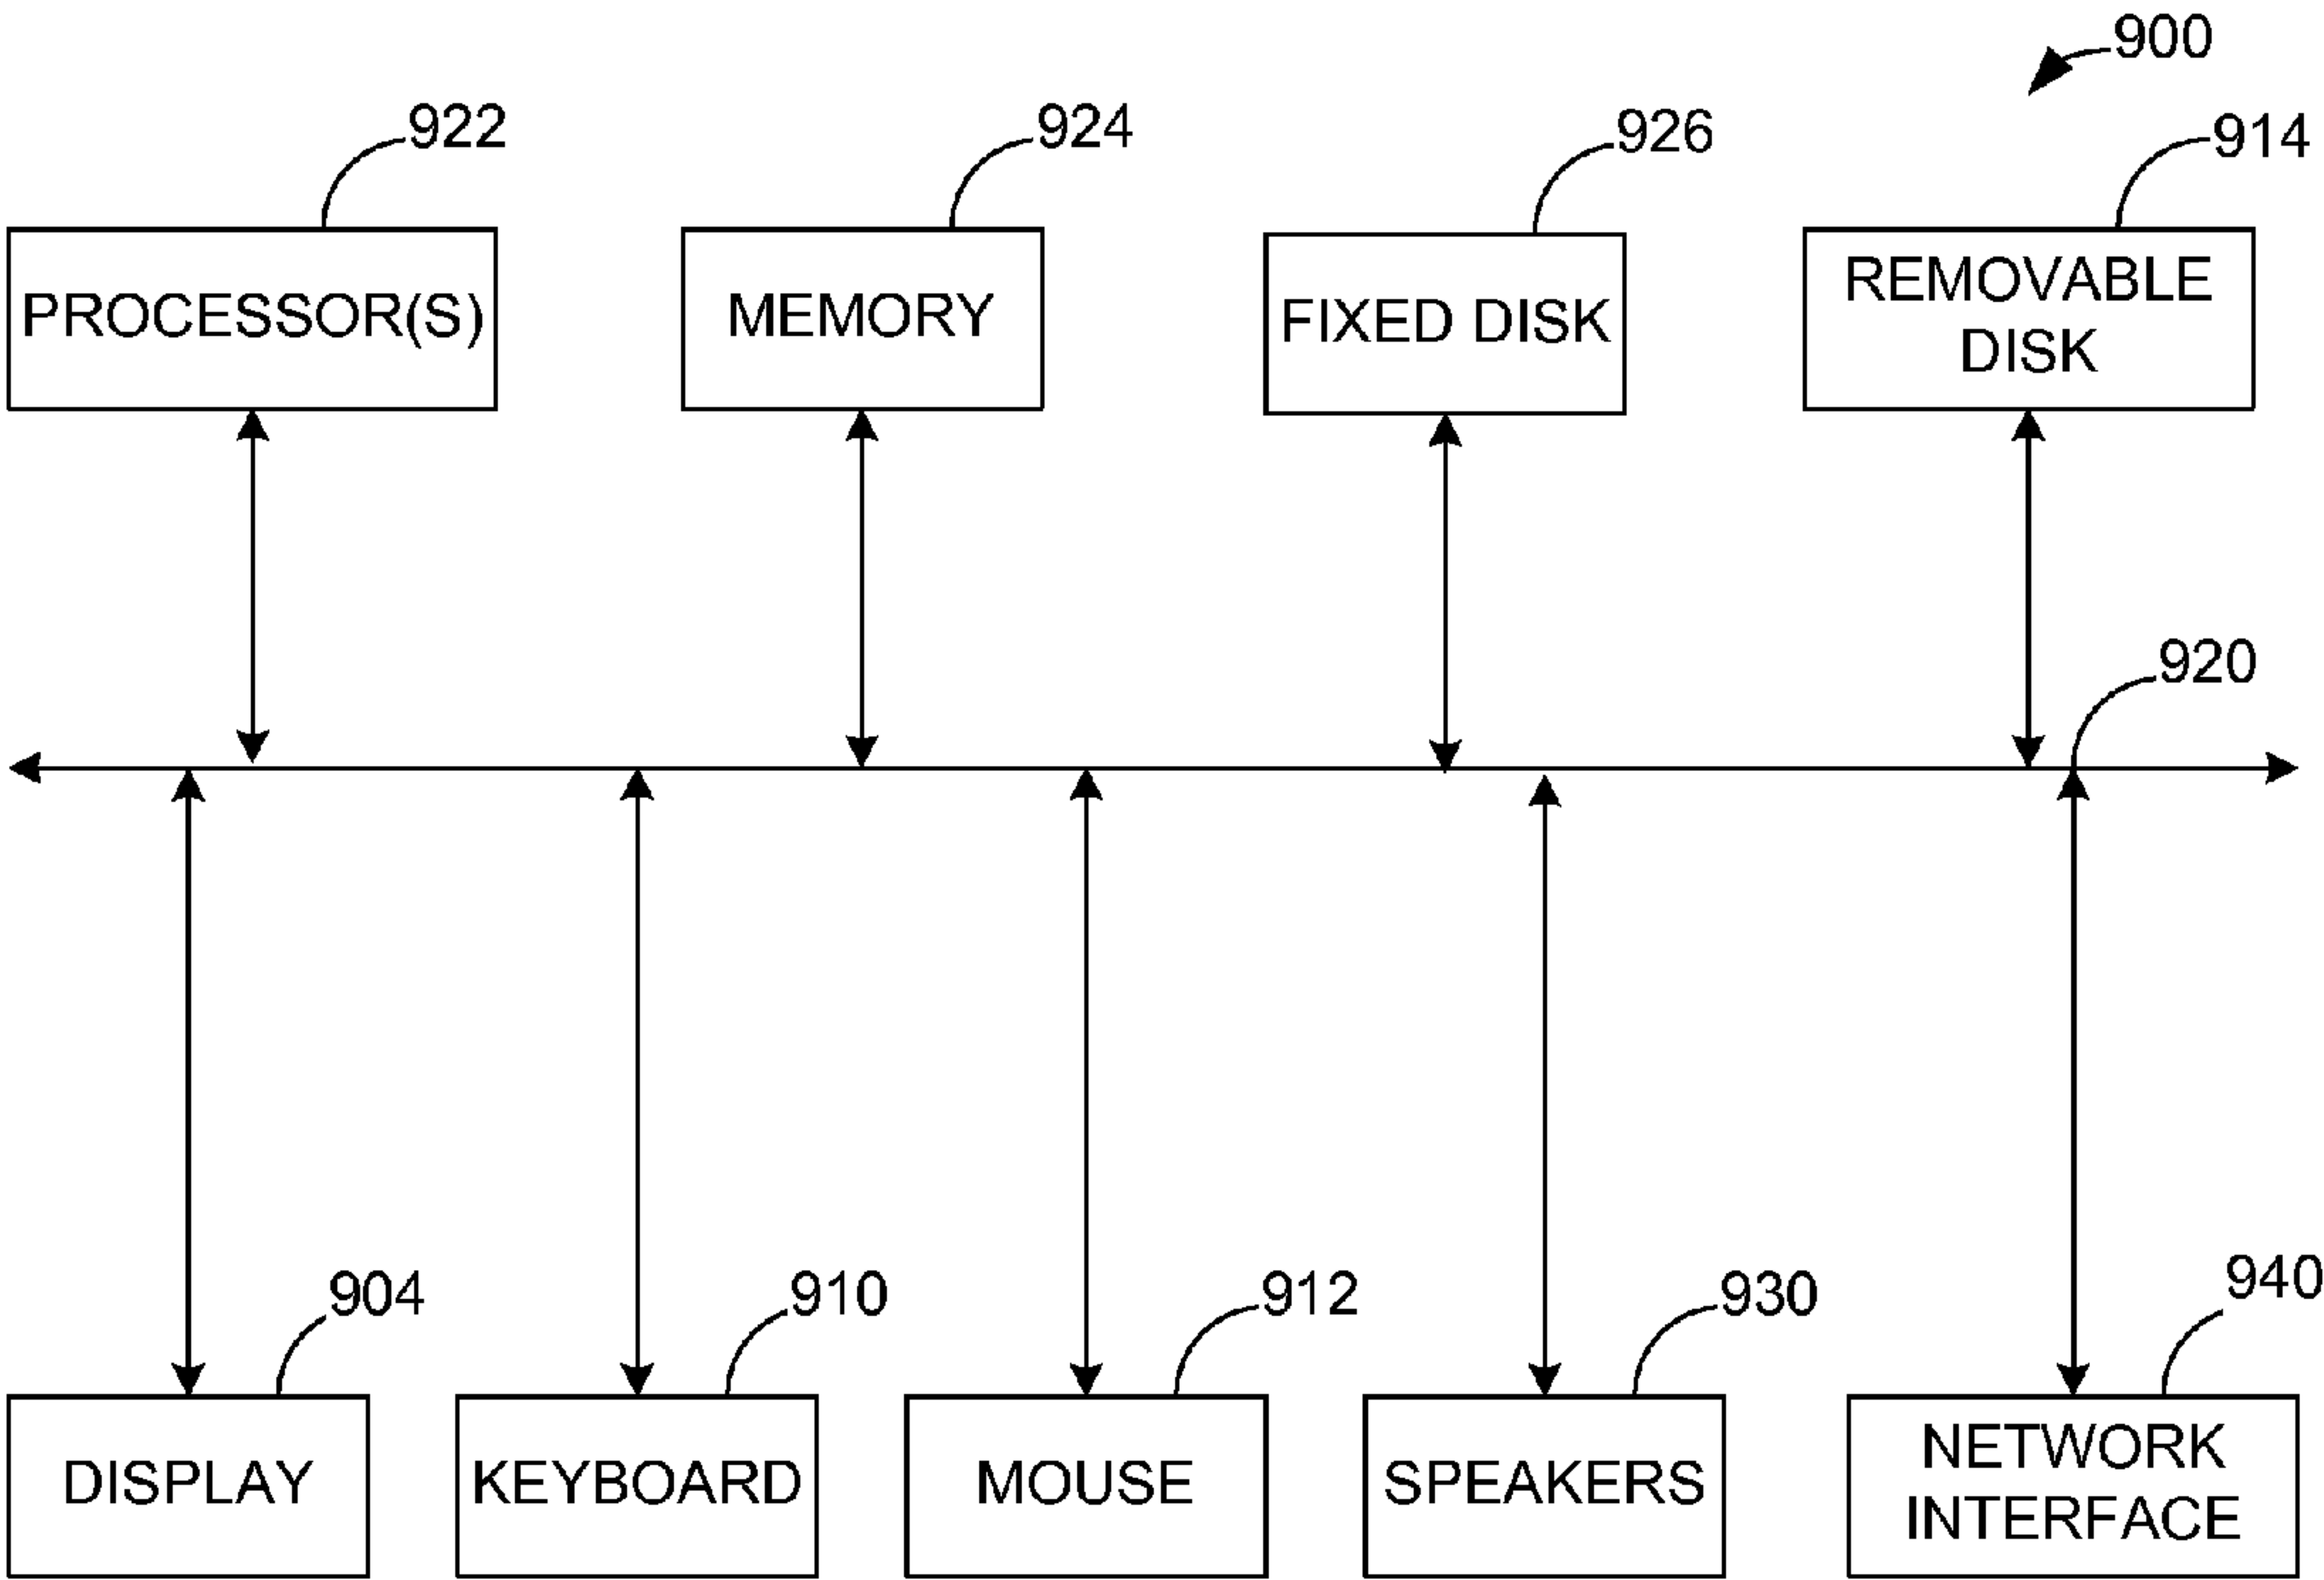 900
922
924
926
914
PROCESSOR(S)
MEMORY
FIXED DISK
REMOVABLE
DISK
920
904
910
912
930
940
DISPLAY
KEYBOARD
MOUSE
SPEAKERS
NETWORK
INTERFACE